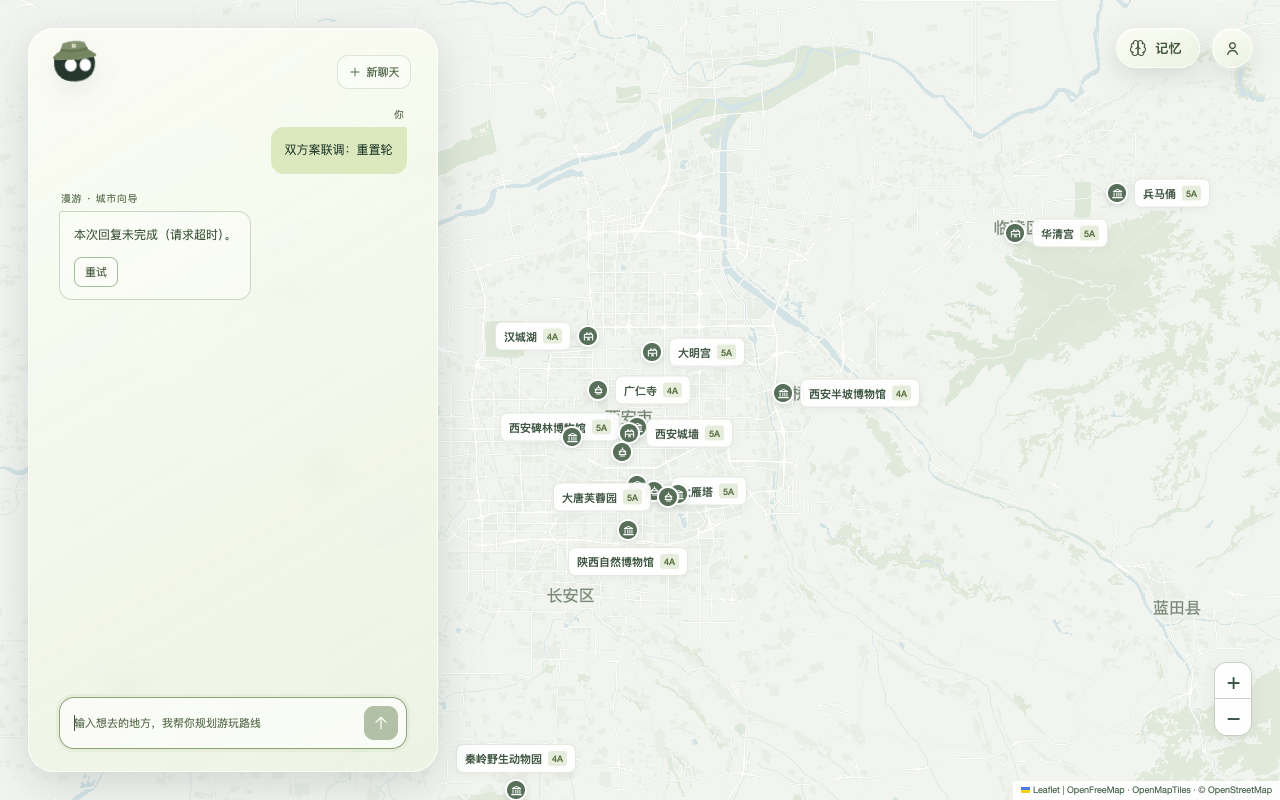 新聊天
你
双方案联调：重置轮
漫游 · 城市向导
本次回复未完成（请求超时）。
重试
输入想去的地方，我帮你规划游玩路线
记忆
兵马俑 5A
华清宫 5A
汉城湖 4A
大明宫 5A
广仁寺 4A
西安半坡博物馆 4A
西安市
西安碑林博物馆 5A
西安城墙 5A
大唐芙蓉园 5A
雁塔 5A
陕西自然博物馆 4A
长安区
蓝田县
秦岭野生动物园 4A
+
−
Leaflet | OpenFreeMap · OpenMapTiles · © OpenStreetMap